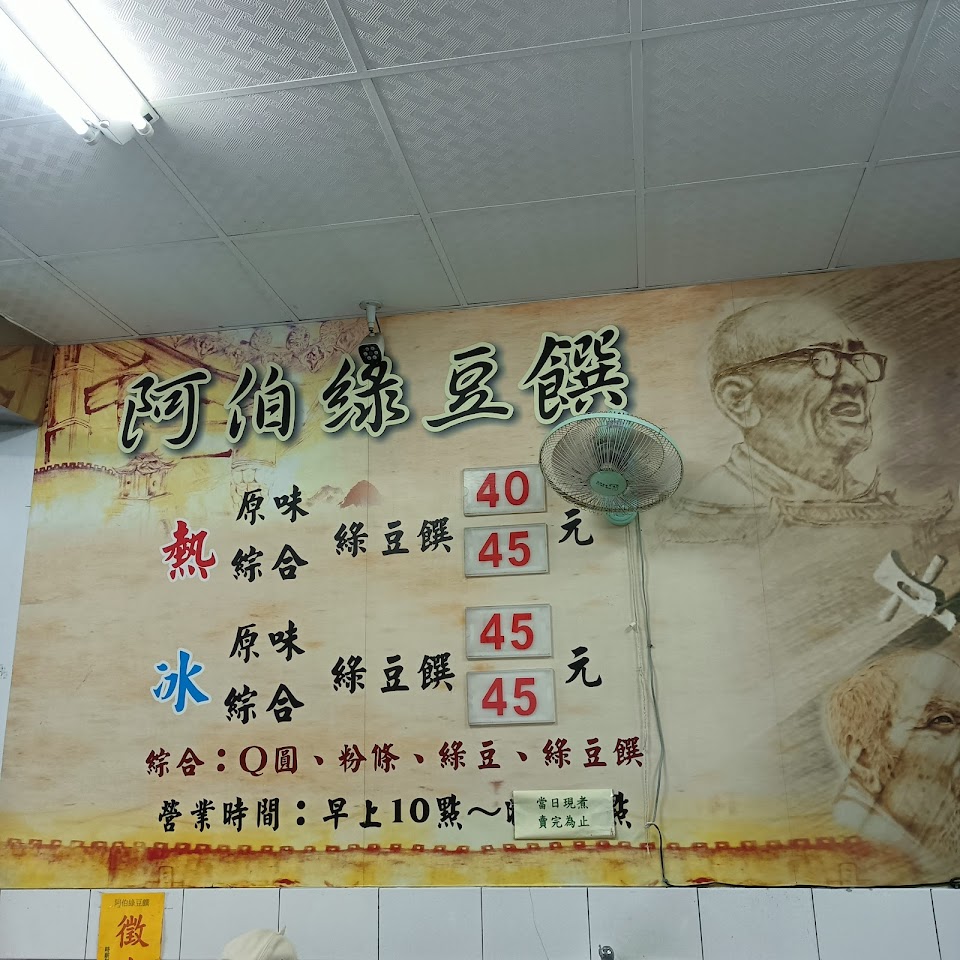 阿伯綠豆饌
熱 原味 綠豆饌 40 元
綜合 45
冰 原味 綠豆饌 45 元
綜合 45
綜合：Q圓、粉條、綠豆、綠豆饌
營業時間：早上10點～ 點
當日現煮
賣完為止
阿伯綠豆饌
徵